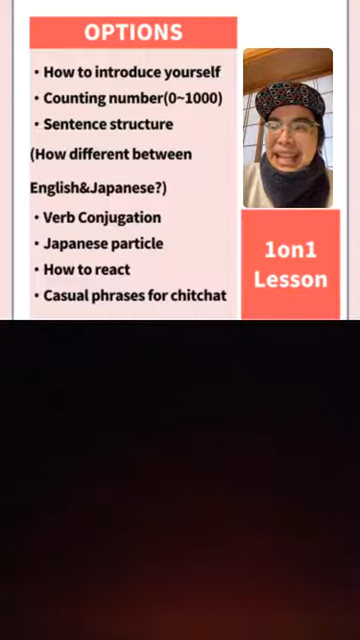 OPTIONS
・How to introduce yourself
・Counting number(0~1000)
・Sentence structure
(How different between
English&Japanese?)
・Verb Conjugation
・Japanese particle
・How to react
・Casual phrases for chitchat
1on1
Lesson